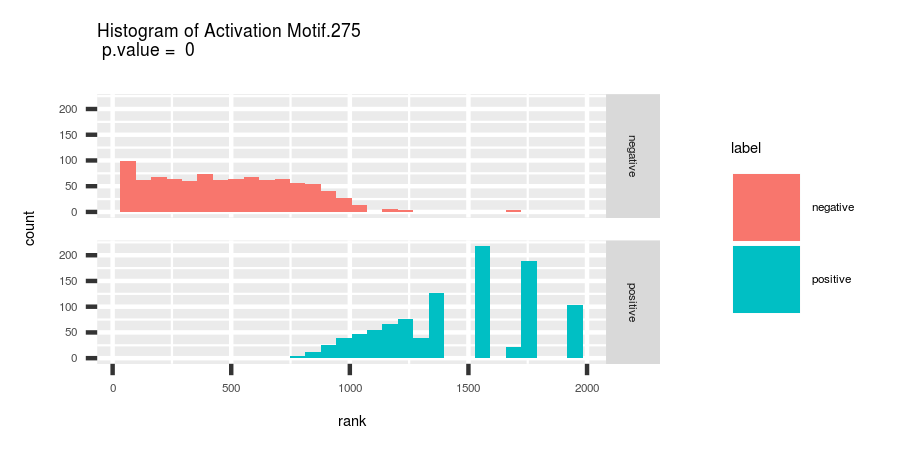 Histogram of Activation Motif.275
p.value = 0
200
150
100
50
0
negative
200
150
100
50
0
positive
0 500 1000 1500 2000
rank
count
label
negative
positive